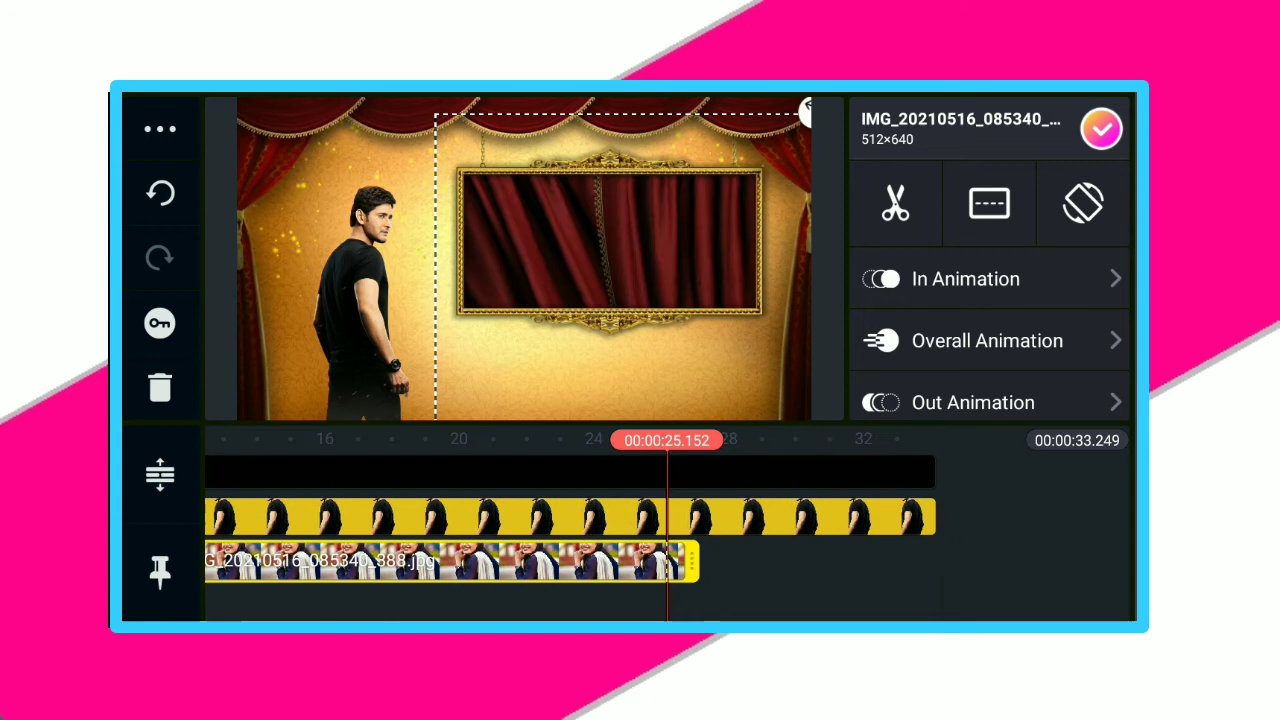 IMG_20210516_085340_...
512×640
In Animation
Overall Animation
Out Animation
16
20
24
00:00:25.152
28
32
00:00:33.249
G_20210516_085340_388.jpg